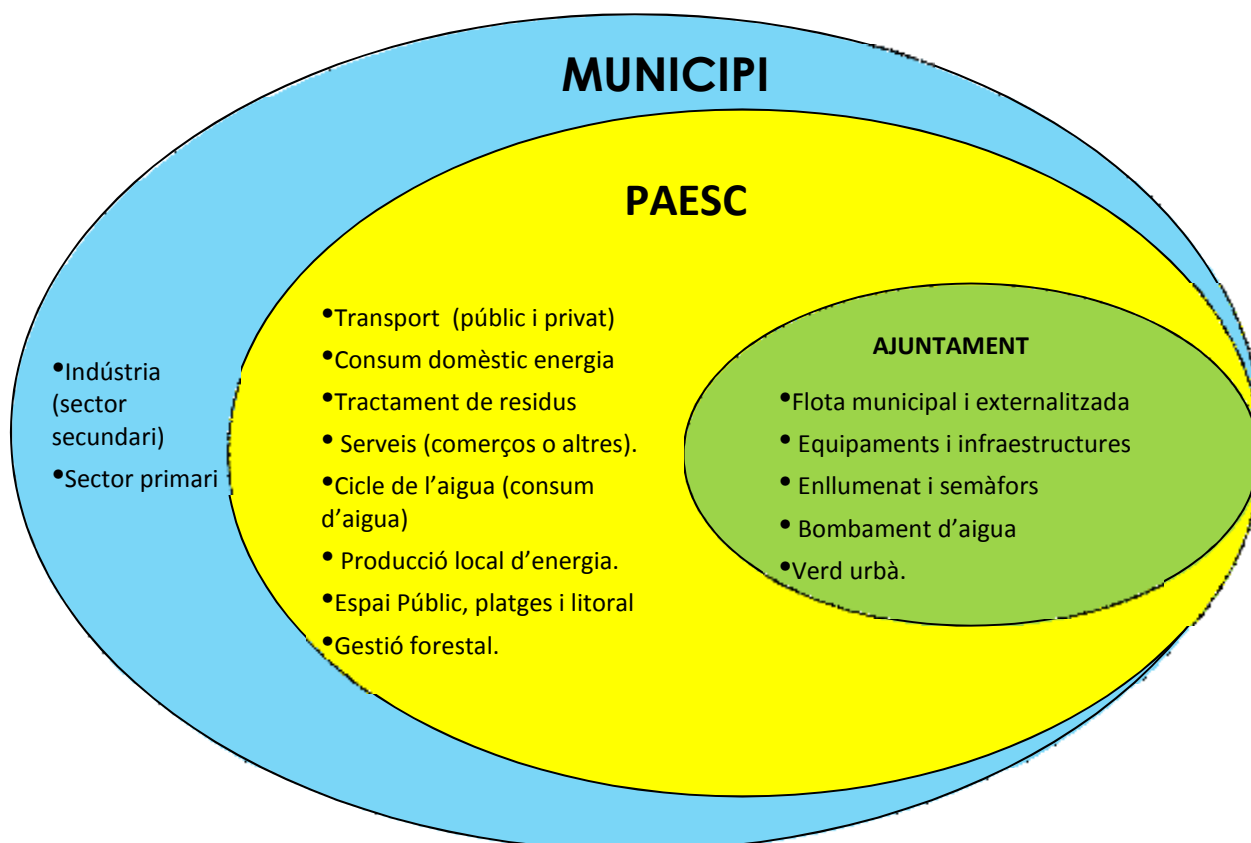 MUNICIPI
PAESC
•Indústria
(sector
secundari)
•Sector primari
•Transport (públic i privat)
•Consum domèstic energia
•Tractament de residus
• Serveis (comerços o altres).
•Cicle de l’aigua (consum
d’aigua)
• Producció local d’energia.
•Espai Públic, platges i litoral
•Gestió forestal.
AJUNTAMENT
•Flota municipal i externalitzada
• Equipaments i infraestructures
• Enllumenat i semàfors
• Bombament d’aigua
•Verd urbà.